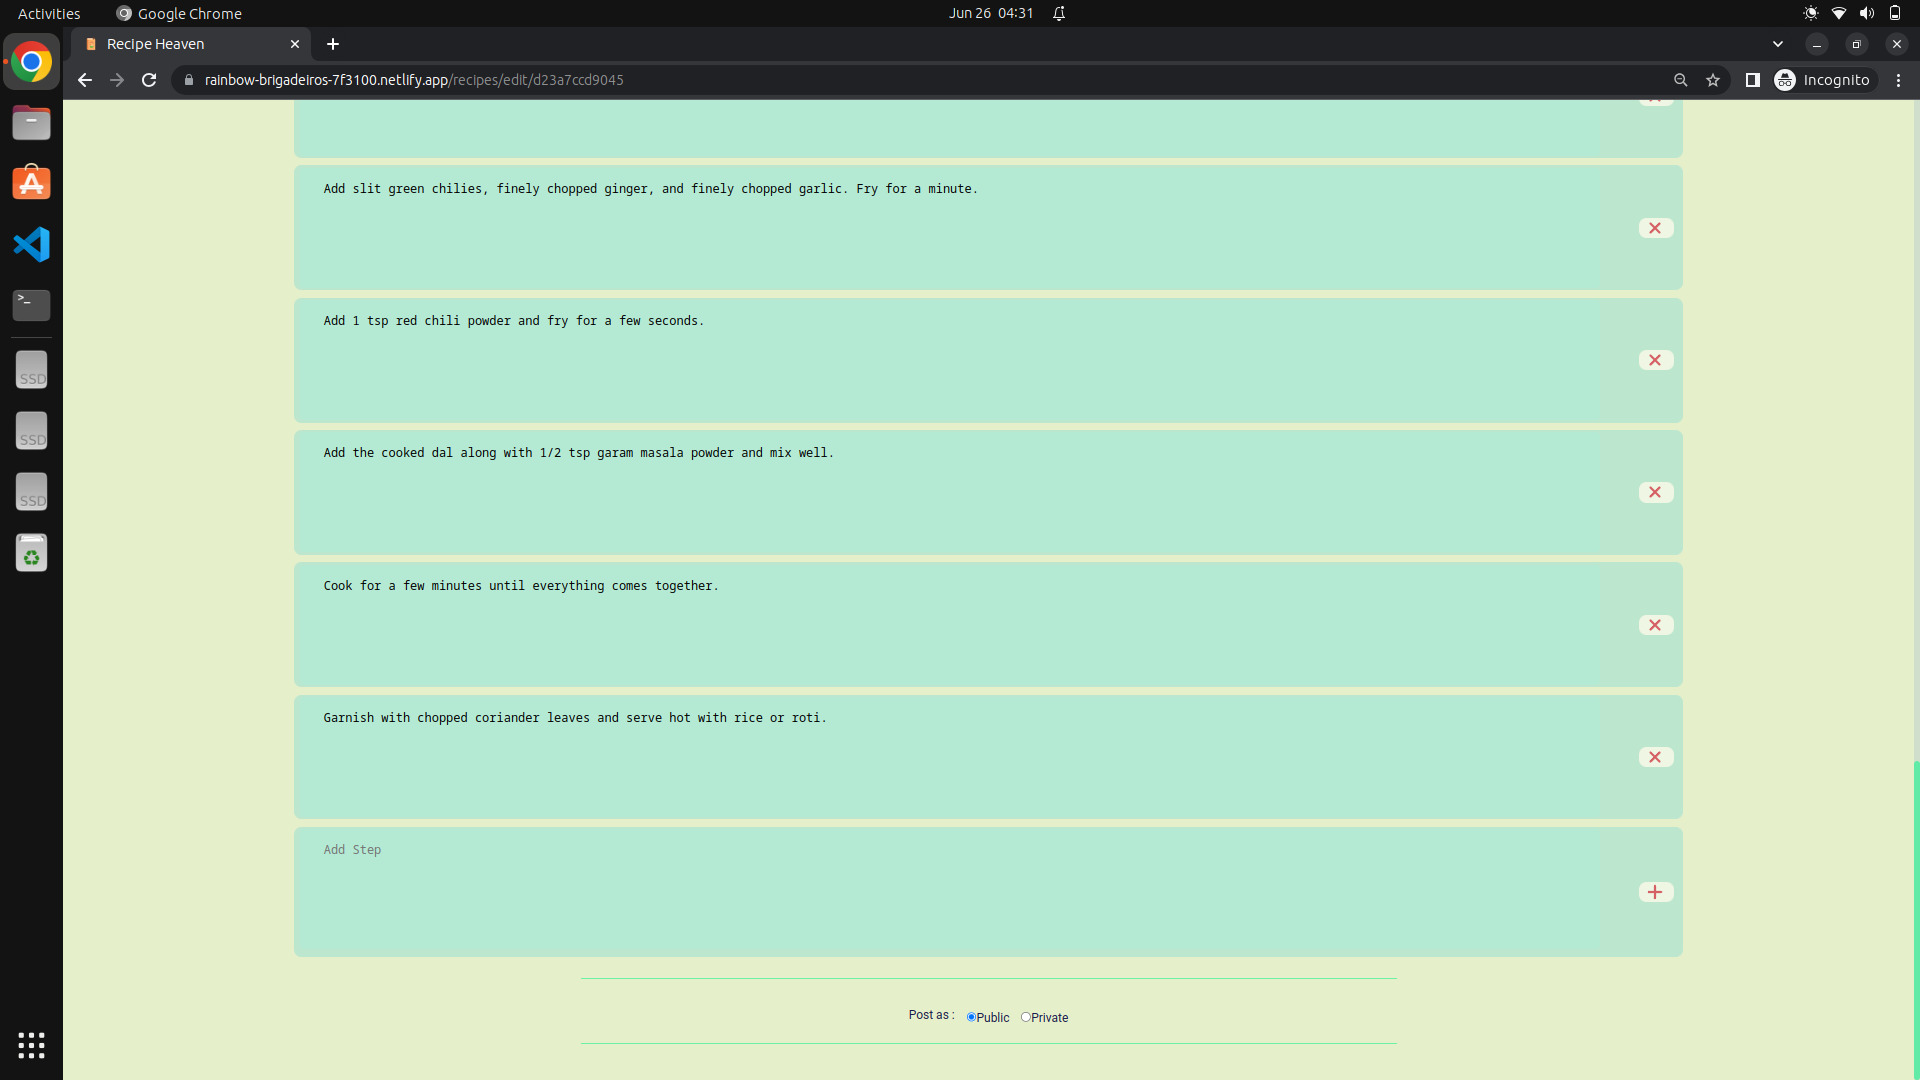 Activities
Google Chrome
Jun 26 04:31
Recipe Heaven
rainbow-brigadeiros-7f3100.netlify.app/recipes/edit/d23a7ccd9045
Incognito
SSD
SSD
SSD
Add slit green chilies, finely chopped ginger, and finely chopped garlic. Fry for a minute.
Add 1 tsp red chili powder and fry for a few seconds.
Add the cooked dal along with 1/2 tsp garam masala powder and mix well.
Cook for a few minutes until everything comes together.
Garnish with chopped coriander leaves and serve hot with rice or roti.
Add Step
Post as : Public Private